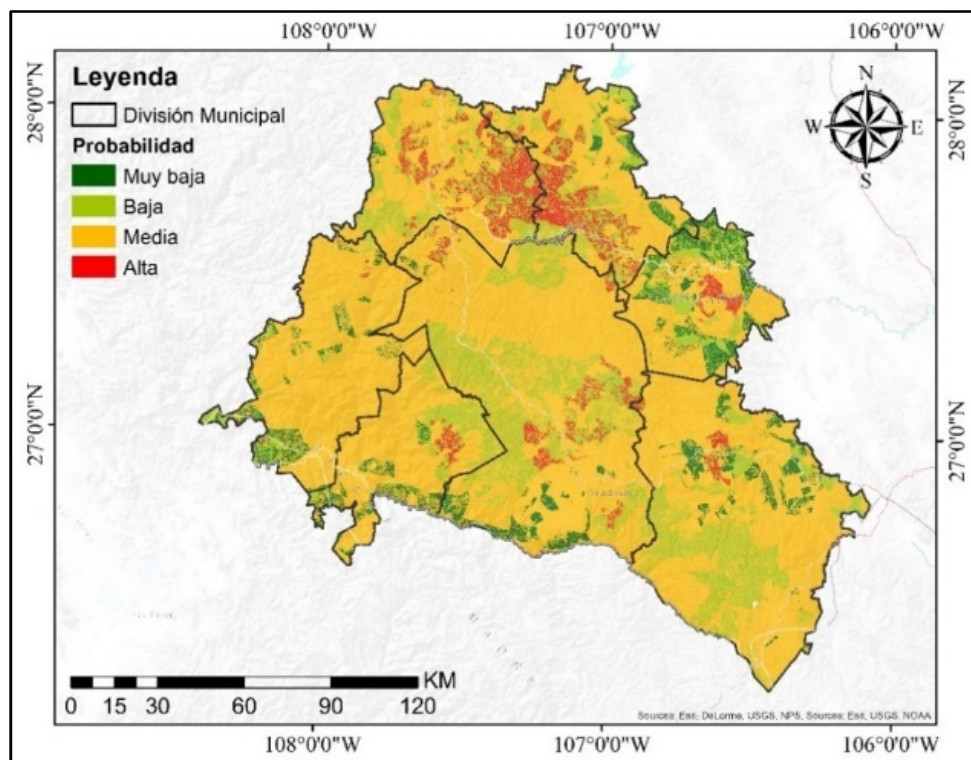 108°0'0"W 107°0'0"W 106°0'0"W
Leyenda
División Municipal
Probabilidad
Muy baja
Baja
Media
Alta
N
W E
S
28°0'0"N 28°0'0"N
27°0'0"N 27°0'0"N
KM
0 15 30 60 90 120
Sources: Esri, DeLorme, USGS, NPS, Sources: Esri, USGS, NOAA
108°0'0"W 107°0'0"W 106°0'0"W